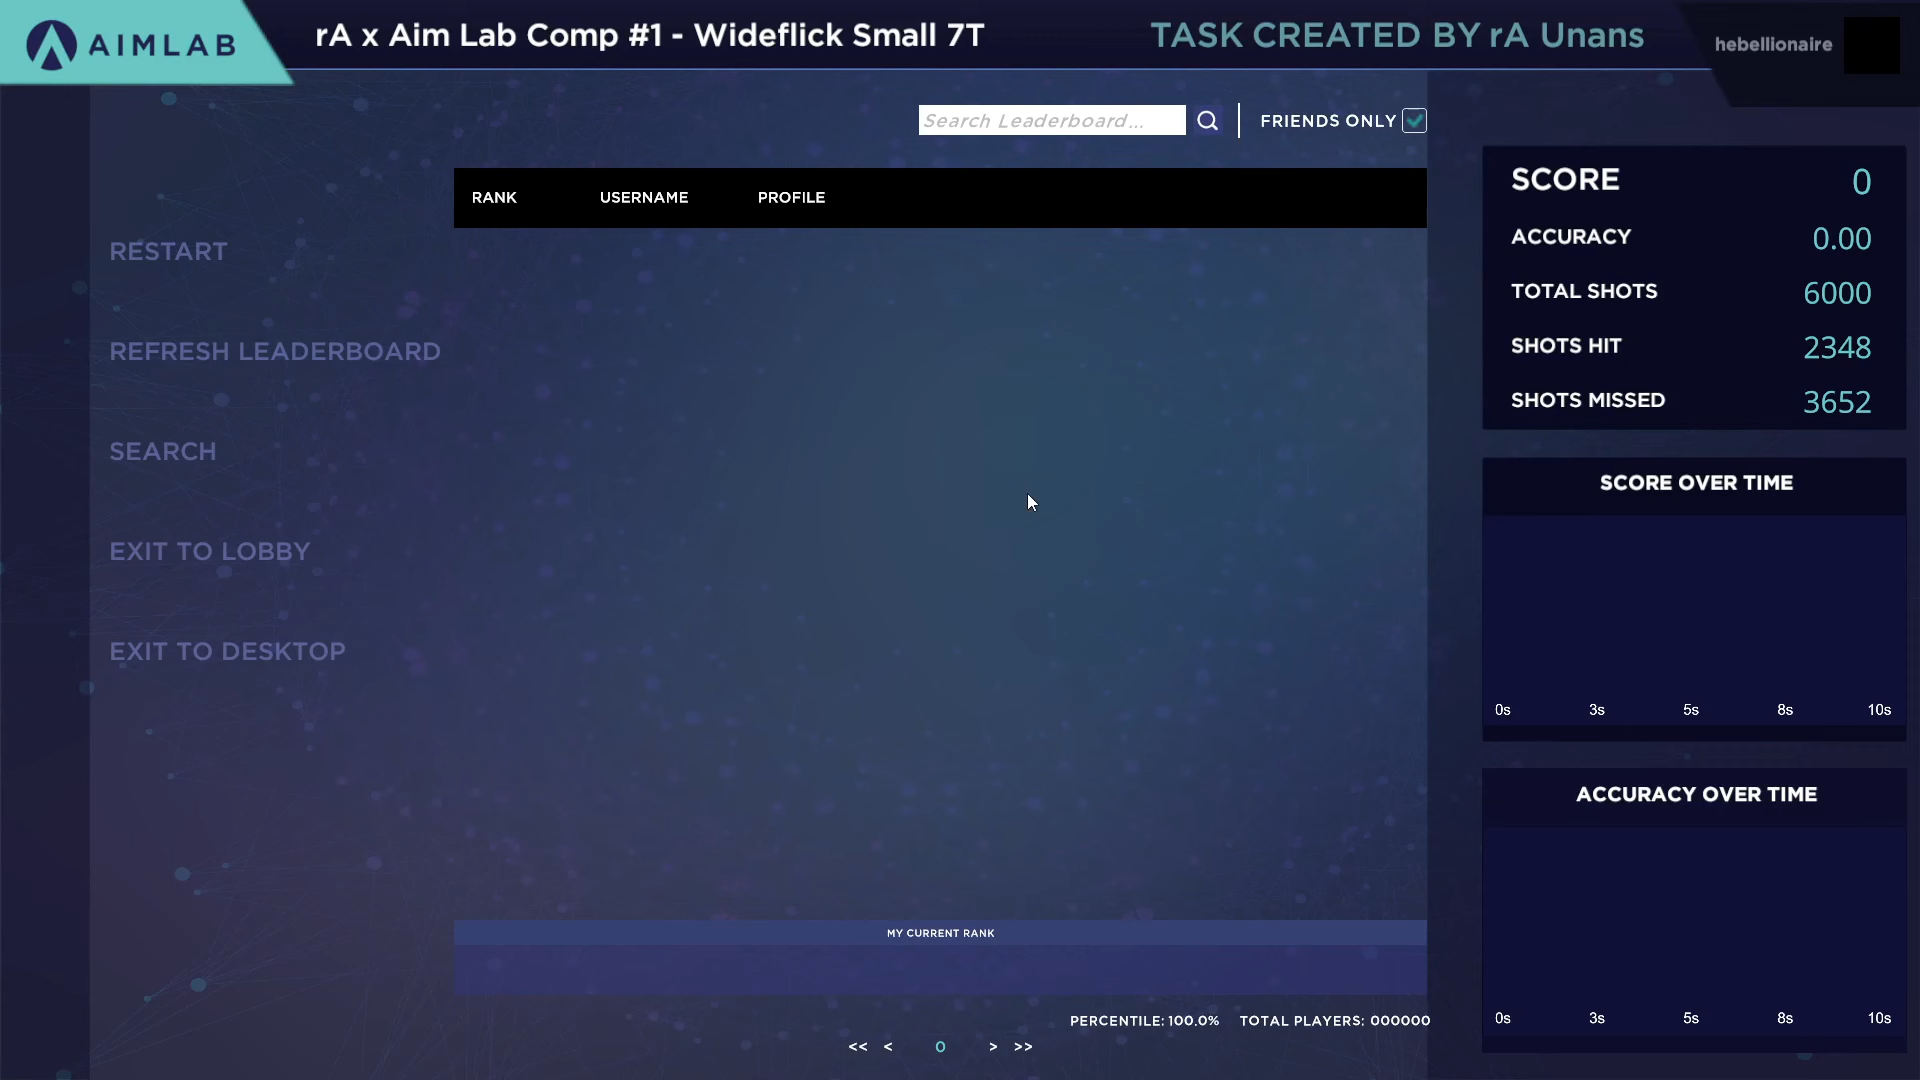 AIMLAB
rA x Aim Lab Comp #1 - Wideflick Small 7T
TASK CREATED BY rA Unans
hebellionaire
Search Leaderboard...
FRIENDS ONLY
RANK USERNAME PROFILE
RESTART
REFRESH LEADERBOARD
SEARCH
EXIT TO LOBBY
EXIT TO DESKTOP
MY CURRENT RANK
PERCENTILE: 100.0% TOTAL PLAYERS: 000000
<< < 0 > >>
SCORE 0
ACCURACY 0.00
TOTAL SHOTS 6000
SHOTS HIT 2348
SHOTS MISSED 3652
SCORE OVER TIME
0s 3s 5s 8s 10s
ACCURACY OVER TIME
0s 3s 5s 8s 10s